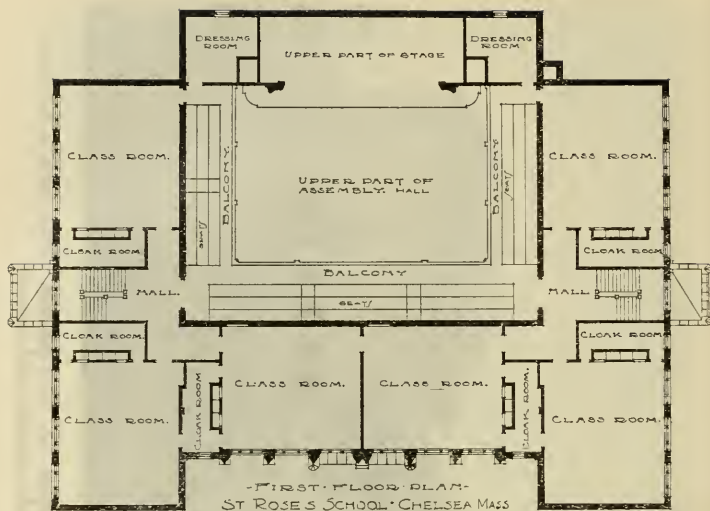 DRESSING
ROOM
UPPER PART OF STAGE
DRESSING
ROOM
CLASS ROOM.
BALCONY
SEATS
UPPER PART OF
ASSEMBLY HALL
BALCONY
SEATS
CLASS ROOM.
CLOAK ROOM
CLOAK ROOM
BALCONY
HALL.
SEATS
HALL.
CLOAK ROOM
CLOAK ROOM
CLASS ROOM.
CLOAK ROOM
CLASS ROOM.
CLASS ROOM.
CLOAK ROOM.
CLASS ROOM.
-FIRST·FLOOR·PLAN-
ST ROSES SCHOOL·CHELSEA MASS